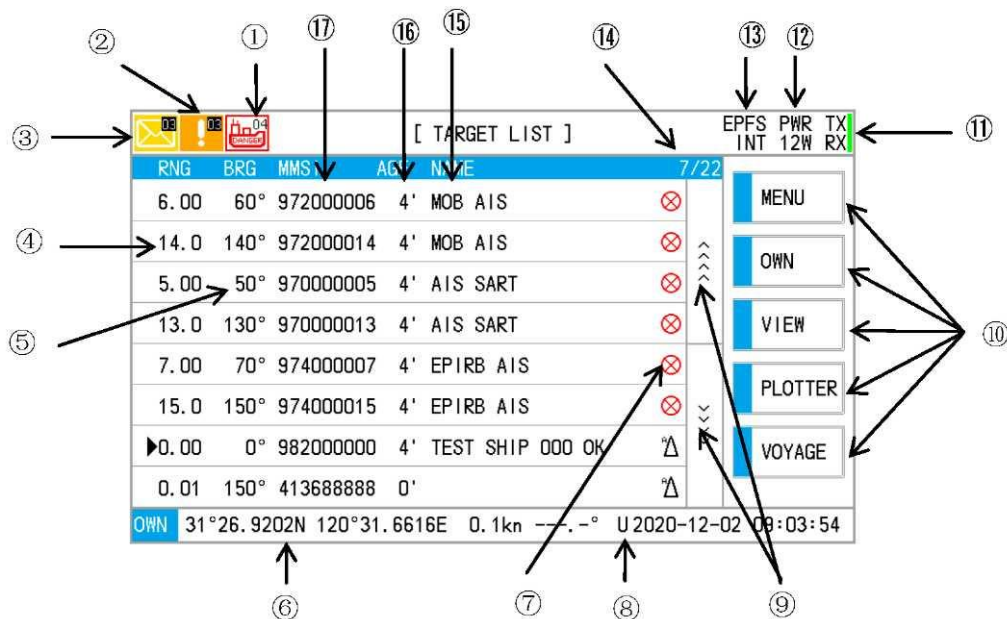 ⑰ ⑯ ⑮
② ① ⑭ ⑬ ⑫
③ 03 03 04 DANGER [ TARGET LIST ] EPFS PWR TX ⑪
INT 12W RX
RNG BRG MMSI AGE NAME 7/22
6.00 60° 972000006 4' MOB AIS MENU
④ 14.0 140° 972000014 4' MOB AIS OWN
5.00 50° 970000005 4' AIS SART
⑤ 13.0 130° 970000013 4' AIS SART VIEW ⑩
7.00 70° 974000007 4' EPIRB AIS PLOTTER
15.0 150° 974000015 4' EPIRB AIS
▶0.00 0° 982000000 4' TEST SHIP 000 OK VOYAGE
0.01 150° 413688888 0'
OWN 31°26.9202N 120°31.6616E 0.1kn ---.-° U 2020-12-02 09:03:54
⑥ ⑦ ⑧ ⑨